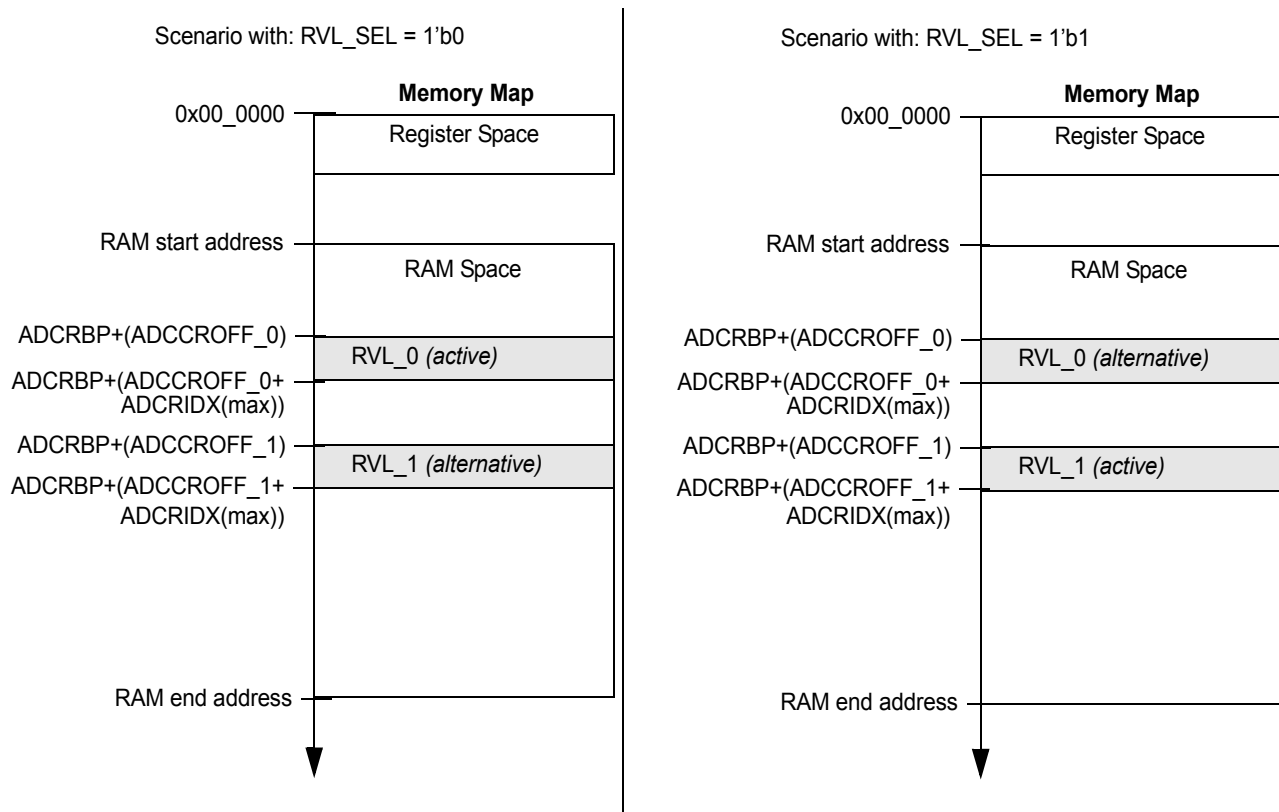 Scenario with: RVL_SEL = 1'b0
Memory Map
0x00_0000
Register Space
RAM start address
RAM Space
ADCRBP+(ADCCROFF_0)
RVL_0 (active)
ADCRBP+(ADCCROFF_0+
ADCRIDX(max))
ADCRBP+(ADCCROFF_1)
RVL_1 (alternative)
ADCRBP+(ADCCROFF_1+
ADCRIDX(max))
RAM end address
Scenario with: RVL_SEL = 1'b1
Memory Map
0x00_0000
Register Space
RAM start address
RAM Space
ADCRBP+(ADCCROFF_0)
RVL_0 (alternative)
ADCRBP+(ADCCROFF_0+
ADCRIDX(max))
ADCRBP+(ADCCROFF_1)
RVL_1 (active)
ADCRBP+(ADCCROFF_1+
ADCRIDX(max))
RAM end address